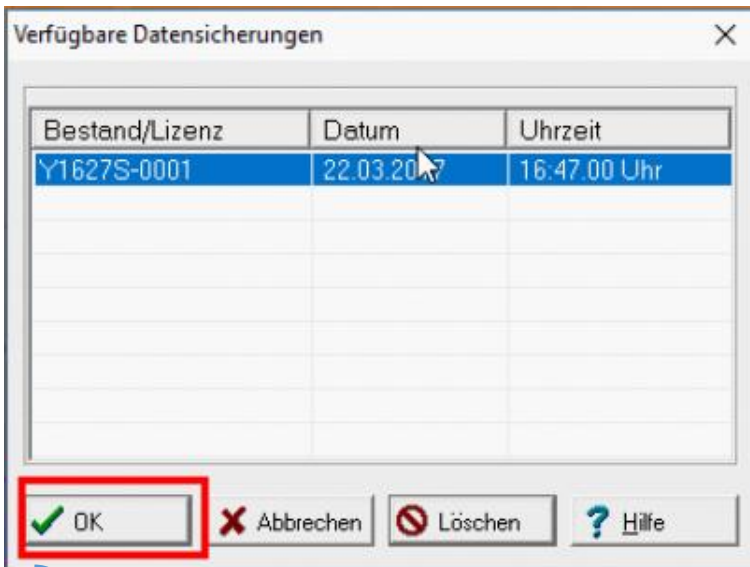 Verfügbare Datensicherungen
Bestand/Lizenz Datum Uhrzeit
Y1627S-0001 16:47.00 Uhr
OK Abbrechen Löschen Hilfe